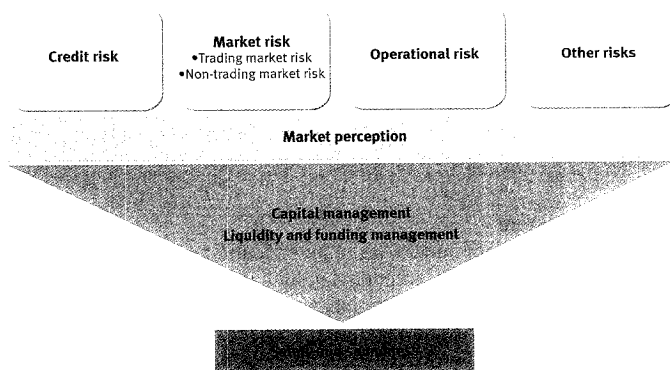 Credit risk
Market risk
•Trading market risk
•Non-trading market risk
Operational risk
Other risks
Market perception
Capital management
Liquidity and funding management